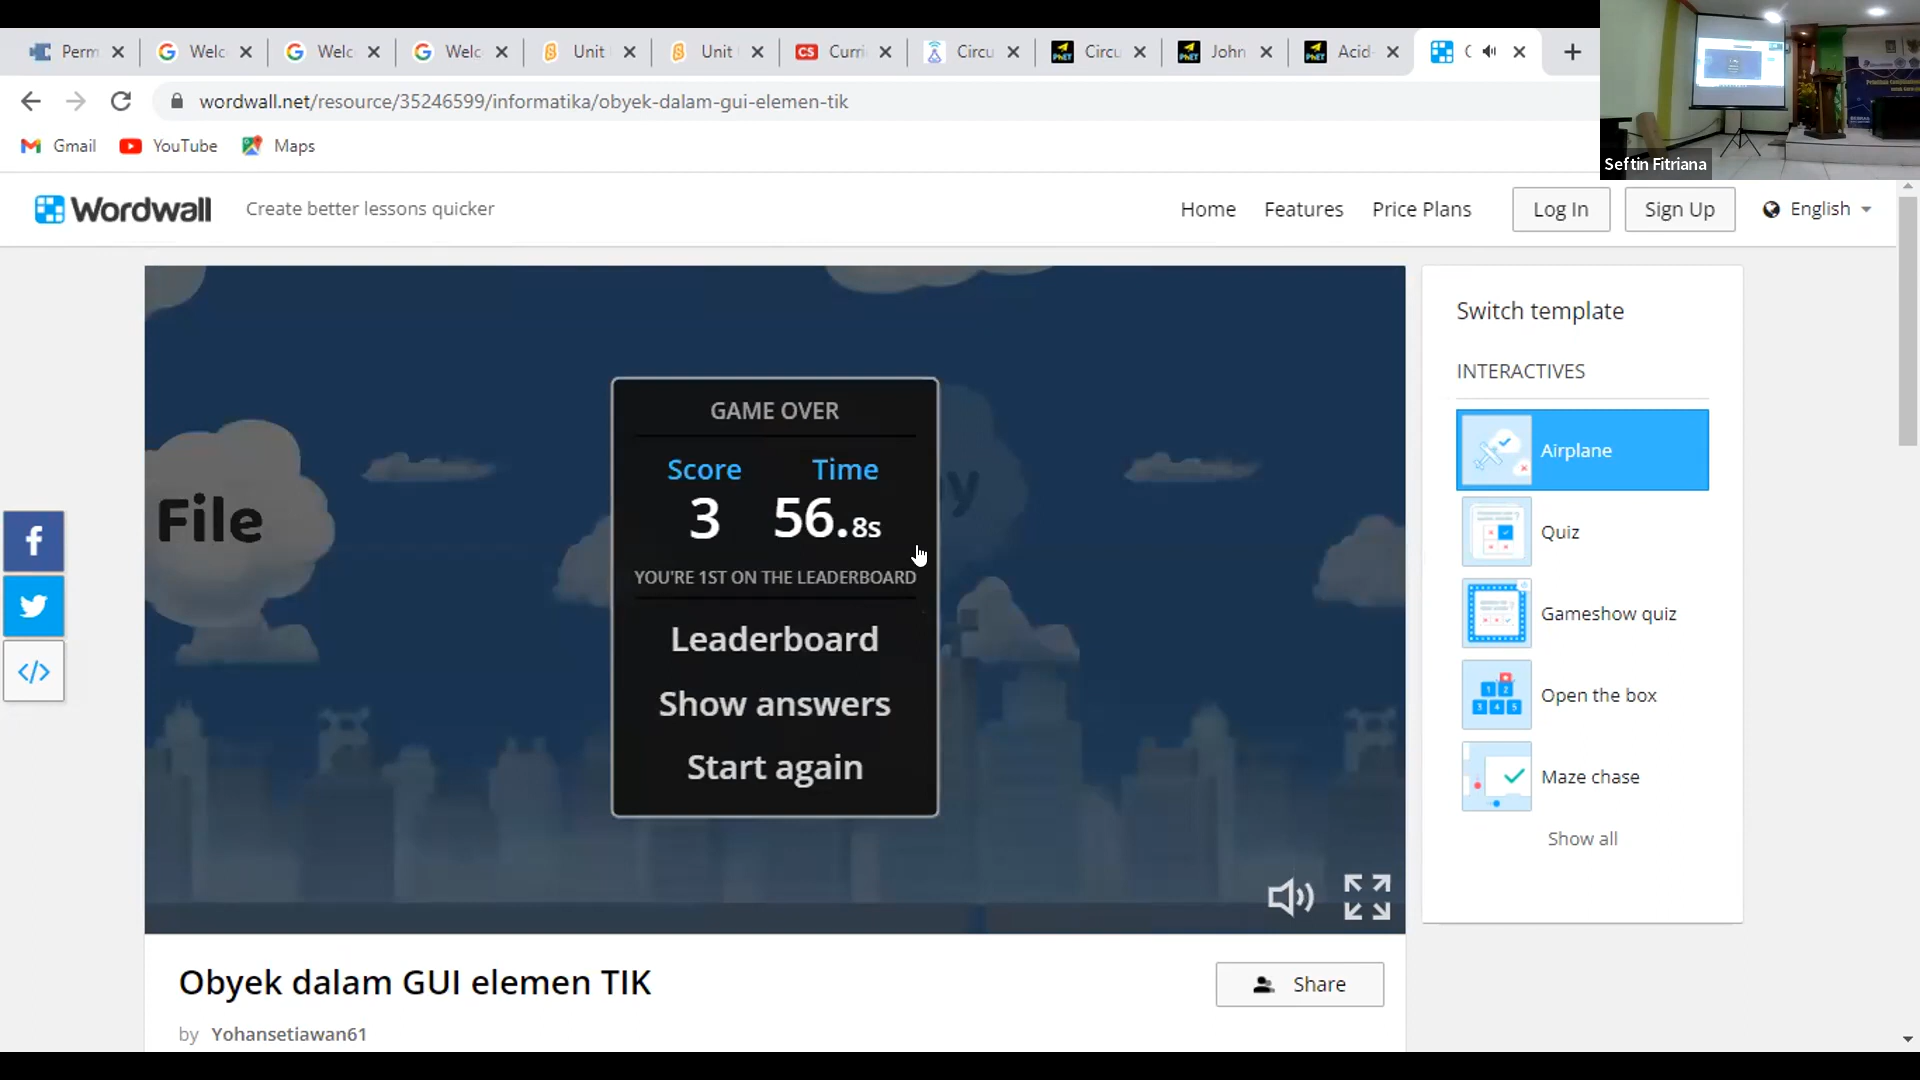 Perm
Welc
Welc
Welc
Unit
Unit
CS Curri
Circu
PhET Circu
PhET John
PhET Acid-
wordwall.net/resource/35246599/informatika/obyek-dalam-gui-elemen-tik
Gmail YouTube Maps
Seftin Fitriana
Wordwall
Create better lessons quicker
Home Features Price Plans Log In Sign Up English
Switch template
INTERACTIVES
Airplane
Quiz
Gameshow quiz
Open the box
Maze chase
Show all
File
GAME OVER
Score Time
3 56.8s
YOU'RE 1ST ON THE LEADERBOARD
Leaderboard
Show answers
Start again
Obyek dalam GUI elemen TIK
Share
by Yohansetiawan61